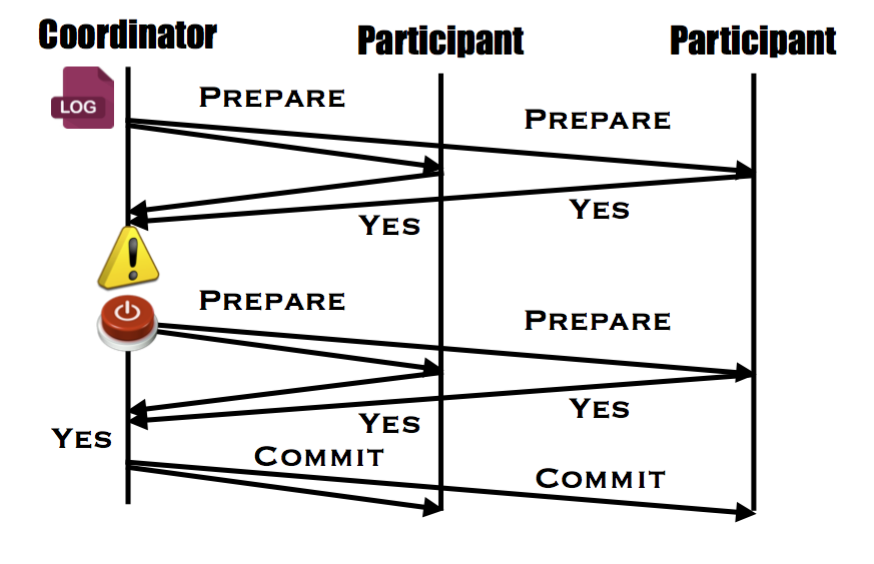 Coordinator
Participant
Participant
LOG
PREPARE
PREPARE
YES
YES
PREPARE
PREPARE
YES
YES
YES
COMMIT
COMMIT